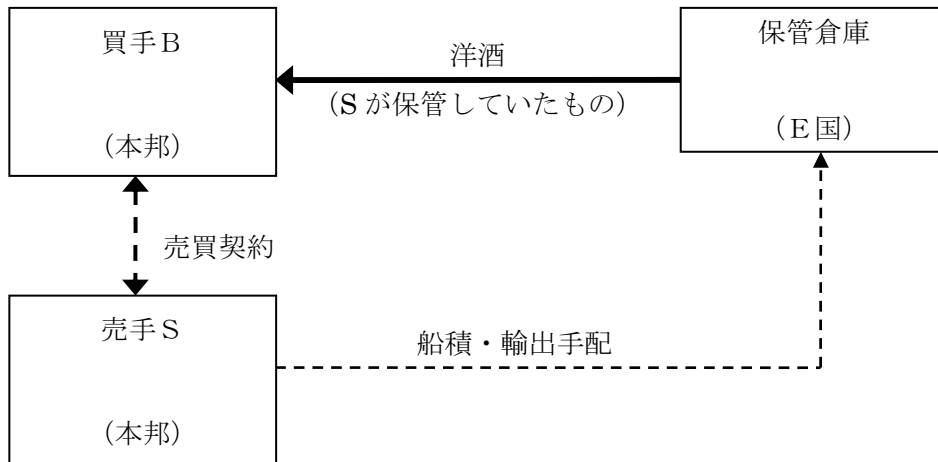 買手Ｂ
（本邦）
洋酒
（S が保管していたもの）
保管倉庫
（Ｅ国）
売買契約
売手Ｓ
（本邦）
船積・輸出手配